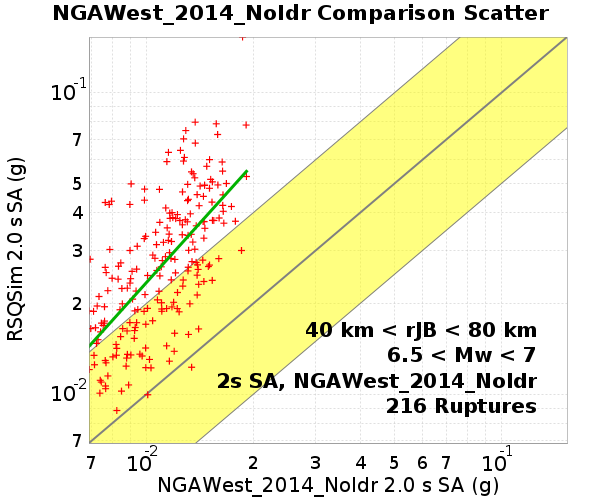 NGAWest_2014_NoIdr Comparison Scatter
RSQSim 2.0 s SA (g)
10-1
7
5
4
3
2
10-2
7
40 km < rJB < 80 km
6.5 < Mw < 7
2s SA, NGAWest_2014_NoIdr
216 Ruptures
7 10-2 2 3 4 5 6 7 10-1
NGAWest_2014_NoIdr 2.0 s SA (g)